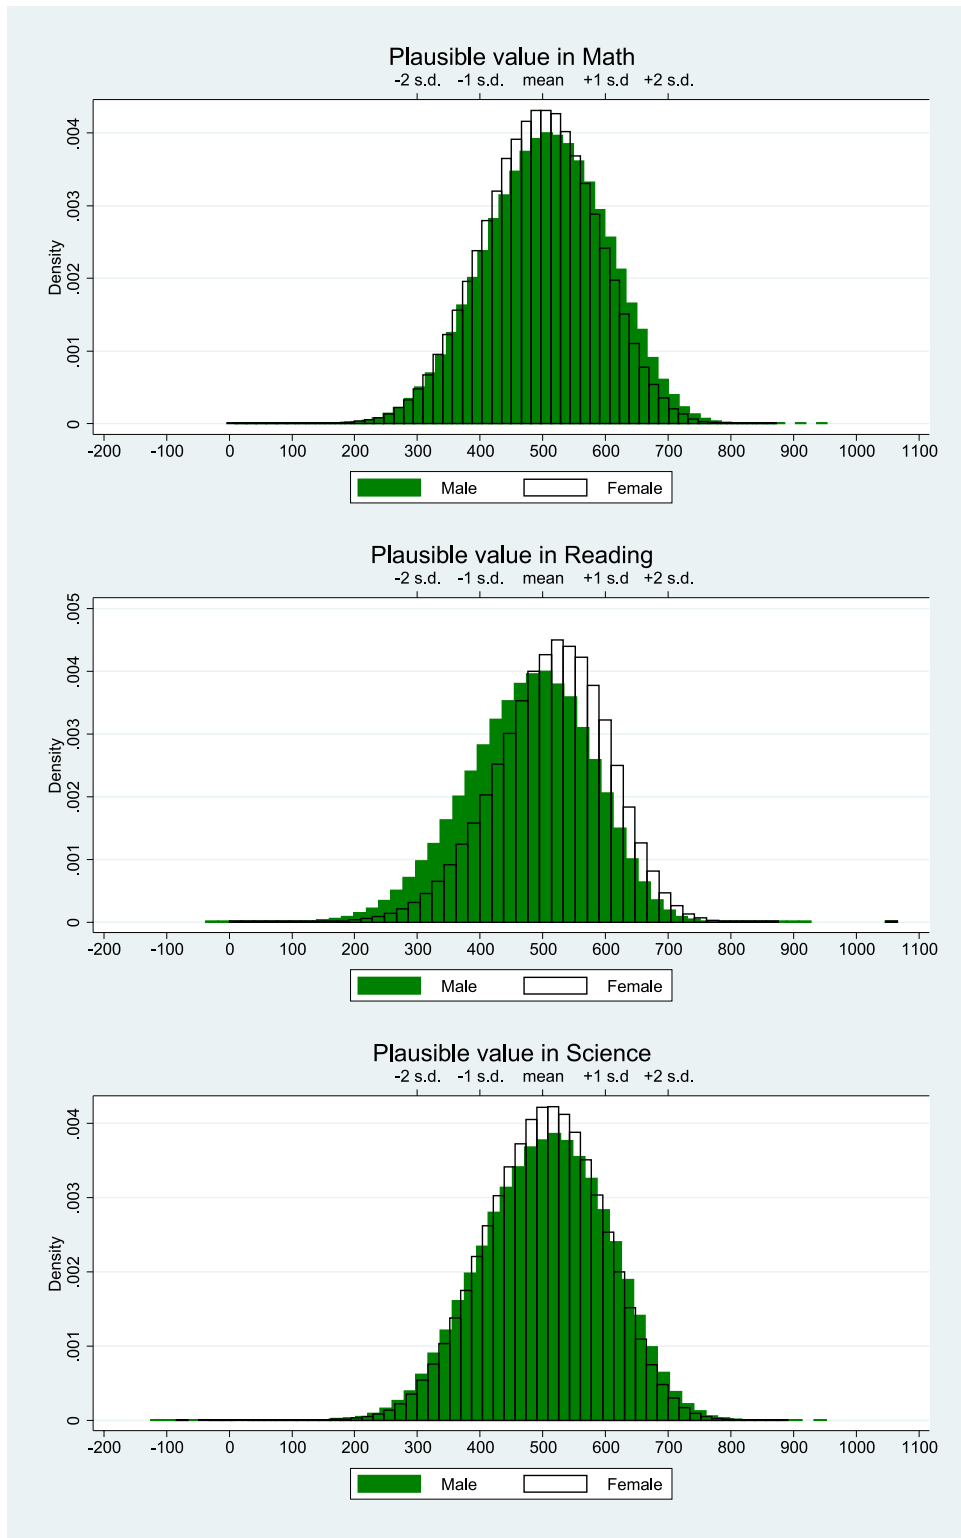 Plausible value in Math
-2 s.d. -1 s.d. mean +1 s.d +2 s.d.
Density
.004
.003
.002
.001
0
-200 -100 0 100 200 300 400 500 600 700 800 900 1000 1100
Male Female
Plausible value in Reading
-2 s.d. -1 s.d. mean +1 s.d +2 s.d.
Density
.005
.004
.003
.002
.001
0
-200 -100 0 100 200 300 400 500 600 700 800 900 1000 1100
Male Female
Plausible value in Science
-2 s.d. -1 s.d. mean +1 s.d +2 s.d.
Density
.004
.003
.002
.001
0
-200 -100 0 100 200 300 400 500 600 700 800 900 1000 1100
Male Female